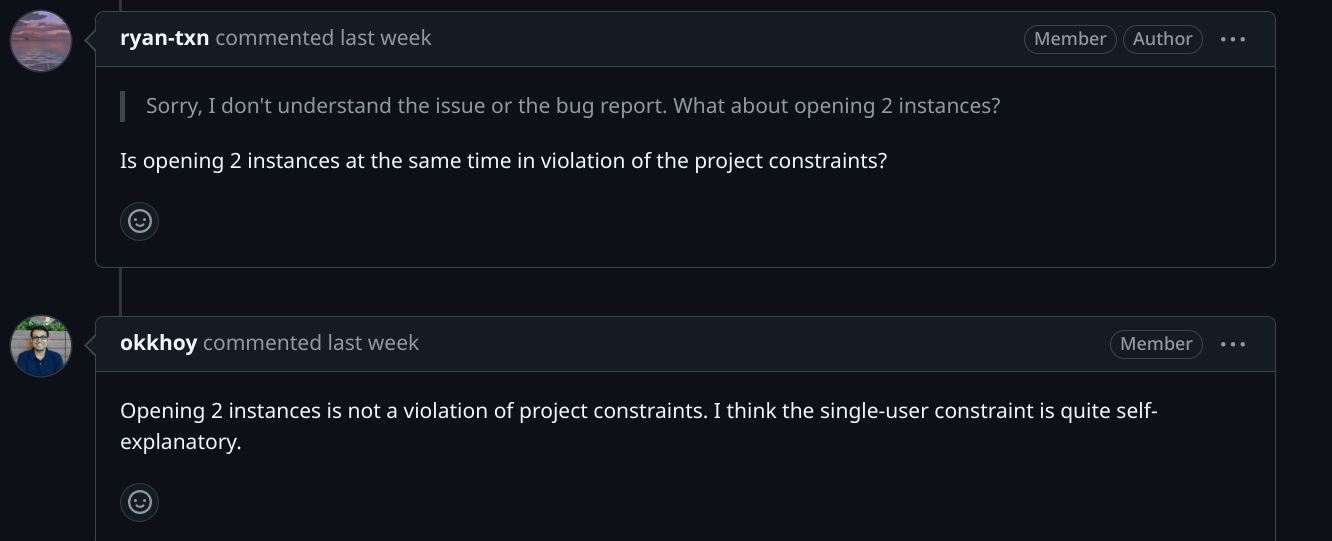 ryan-txn commented last week
Member
Author
Sorry, I don't understand the issue or the bug report. What about opening 2 instances?
Is opening 2 instances at the same time in violation of the project constraints?
okkhoy commented last week
Member
Opening 2 instances is not a violation of project constraints. I think the single-user constraint is quite self-
explanatory.